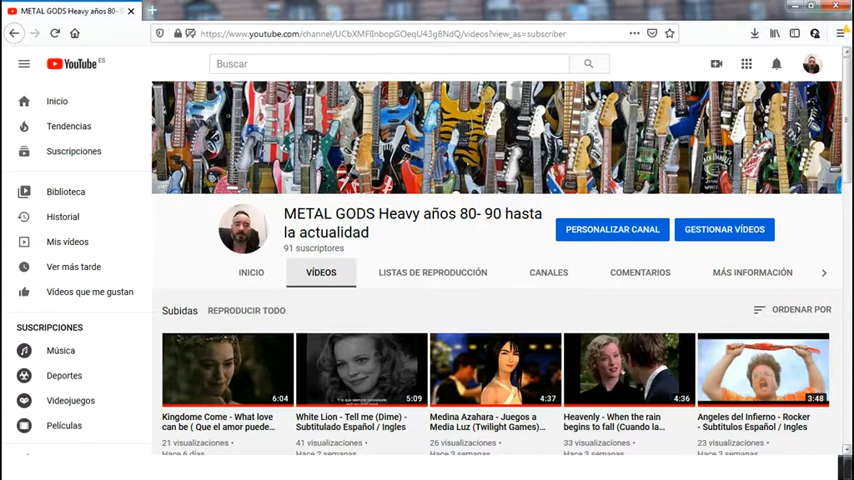 METAL GODS Heavy años 80- 9
https://www.youtube.com/channel/UCbXMFlInbopGOeqU43g8NdQ/videos?view_as=subscriber
YouTube ES
Buscar
Inicio
Tendencias
Suscripciones
Biblioteca
Historial
Mis vídeos
Ver más tarde
Vídeos que me gustan
SUSCRIPCIONES
Música
Deportes
Videojuegos
Películas
METAL GODS Heavy años 80- 90 hasta
la actualidad
91 suscriptores
PERSONALIZAR CANAL
GESTIONAR VÍDEOS
INICIO
VÍDEOS
LISTAS DE REPRODUCCIÓN
CANALES
COMENTARIOS
MÁS INFORMACIÓN
Subidas
REPRODUCIR TODO
ORDENAR POR
6:04
5:09
4:37
4:36
3:48
Kingdome Come - What love
can be ( Que el amor puede...
21 visualizaciones •
Hace 6 días
White Lion - Tell me (Dime) -
Subtitulado Español / Ingles
41 visualizaciones •
Hace 2 semanas
Medina Azahara - Juegos a
Media Luz (Twilight Games)...
26 visualizaciones •
Hace 3 semanas
Heavenly - When the rain
begins to fall (Cuando la...
33 visualizaciones •
Hace 3 semanas
Angeles del Infierno - Rocker
- Subtitulos Español / Ingles
23 visualizaciones •
Hace 3 semanas